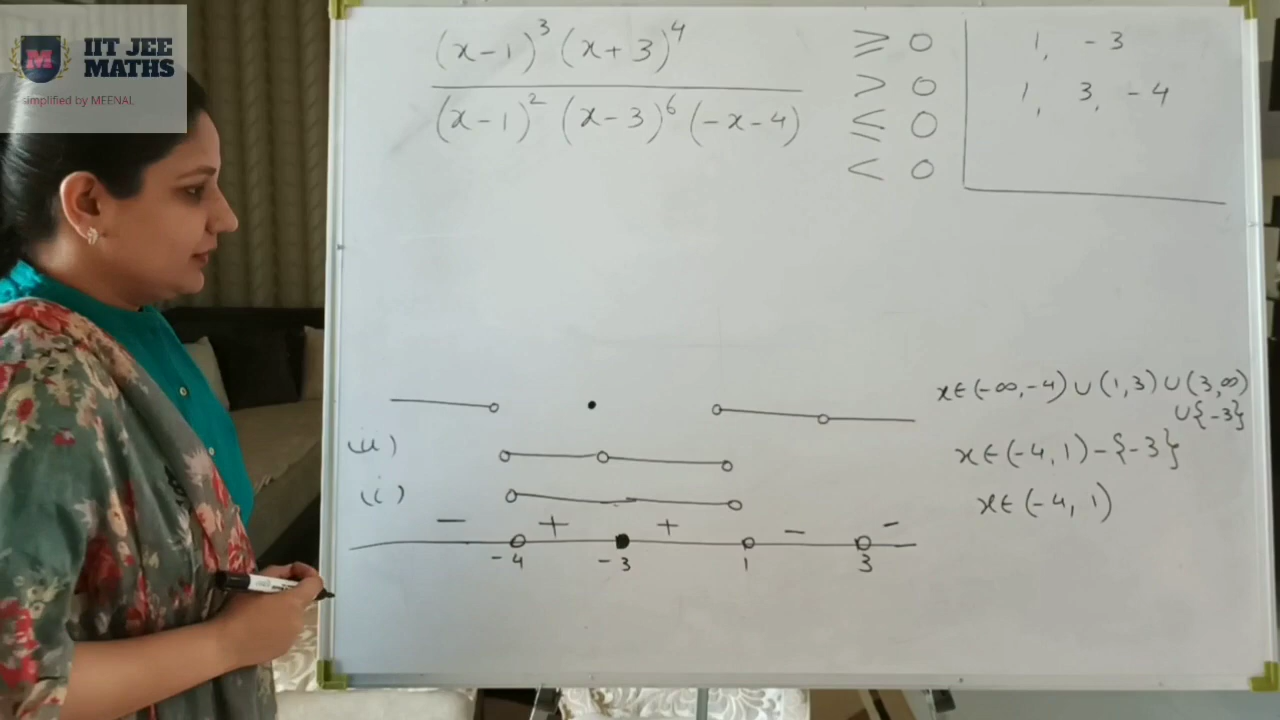 IIT JEE
MATHS
M
simplified by MEENAL
(x-1)³ (x+3)⁴
(x-1)² (x-3)⁶ (-x-4)
≥ 0
> 0
≤ 0
< 0
1, -3
1, 3, -4
x∈(-∞,-4)∪(1,3)∪(3,∞)
∪{-3}
(ii)
x∈(-4,1)-{-3}
(i)
x∈(-4,1)
- + + - -
-4 -3 1 3